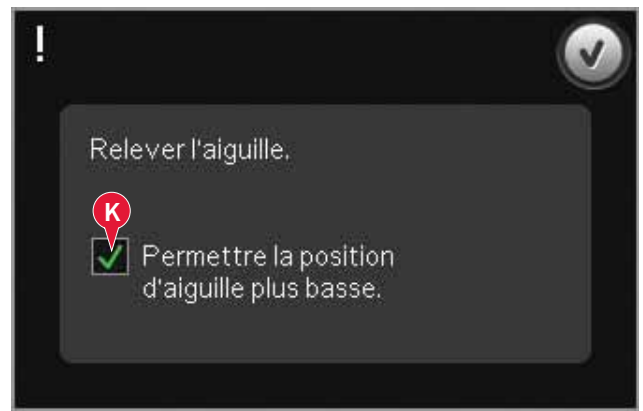 !
Relever l'aiguille.
K
Permettre la position
d'aiguille plus basse.